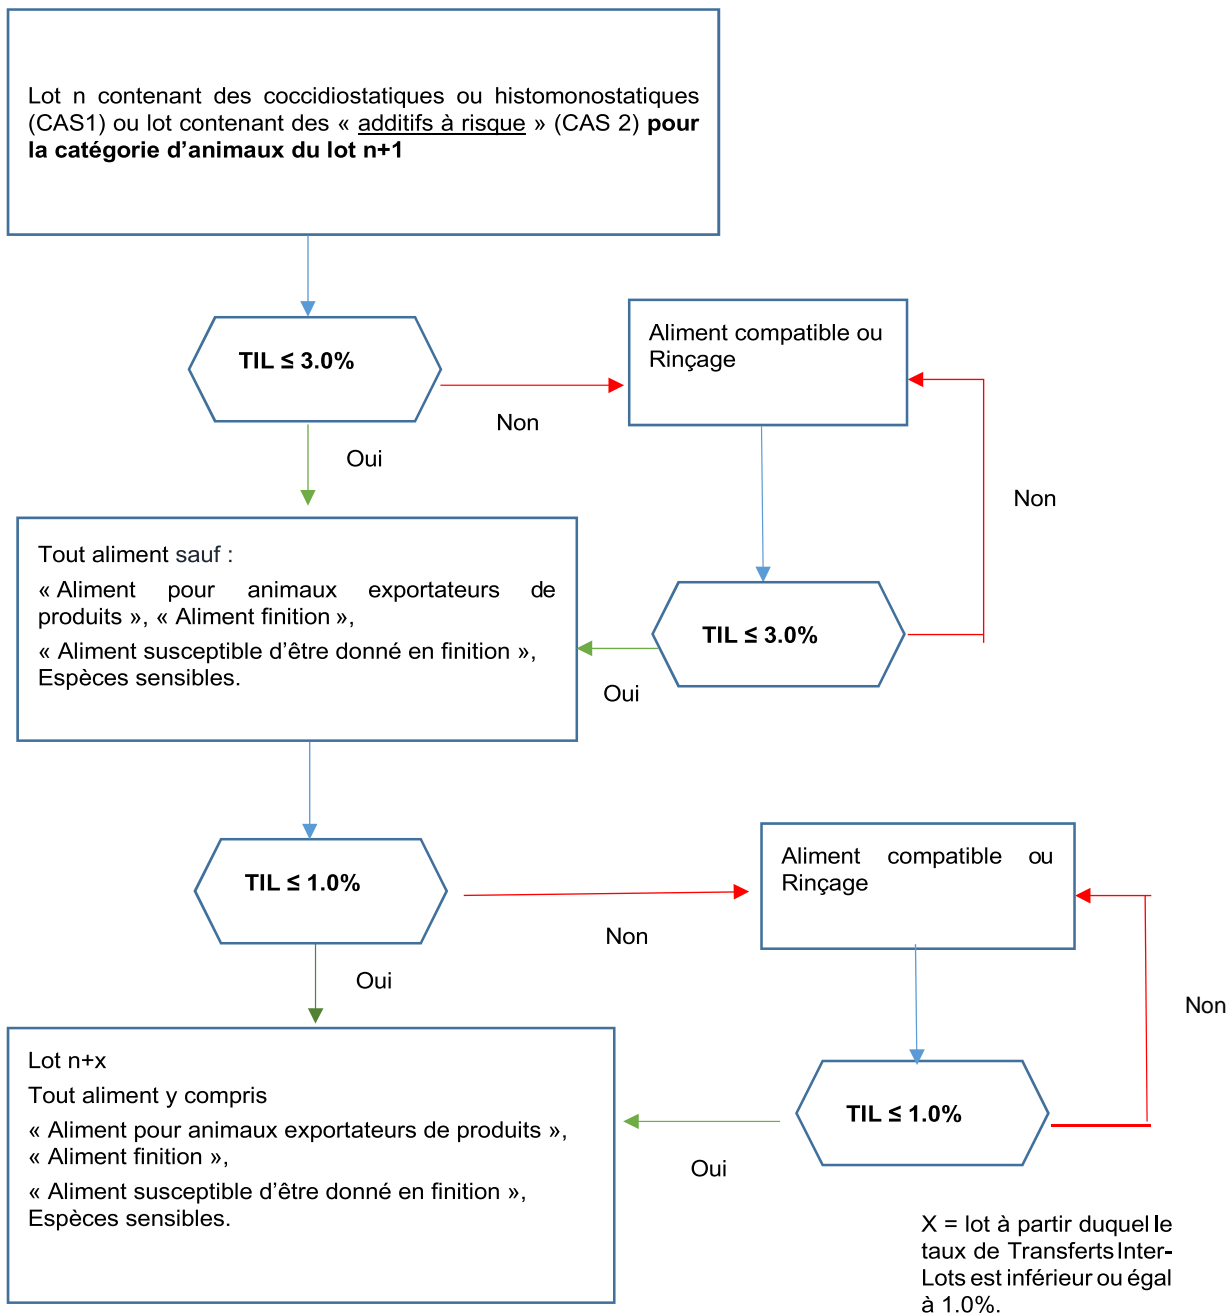 Lot n contenant des coccidiostatiques ou histomonostatiques
(CAS1) ou lot contenant des « additifs à risque » (CAS 2) pour
la catégorie d'animaux du lot n+1
TIL ≤ 3.0%
Aliment compatible ou
Rinçage
Non
Oui
Non
Tout aliment sauf :
« Aliment pour animaux exportateurs de
produits », « Aliment finition »,
« Aliment susceptible d'être donné en finition »,
Espèces sensibles.
TIL ≤ 3.0%
Oui
TIL ≤ 1.0%
Aliment compatible ou
Rinçage
Non
Oui
Non
Lot n+x
Tout aliment y compris
« Aliment pour animaux exportateurs de produits »,
« Aliment finition »,
« Aliment susceptible d'être donné en finition »,
Espèces sensibles.
TIL ≤ 1.0%
Oui
X = lot à partir duquel le
taux de Transferts Inter-
Lots est inférieur ou égal
à 1.0%.